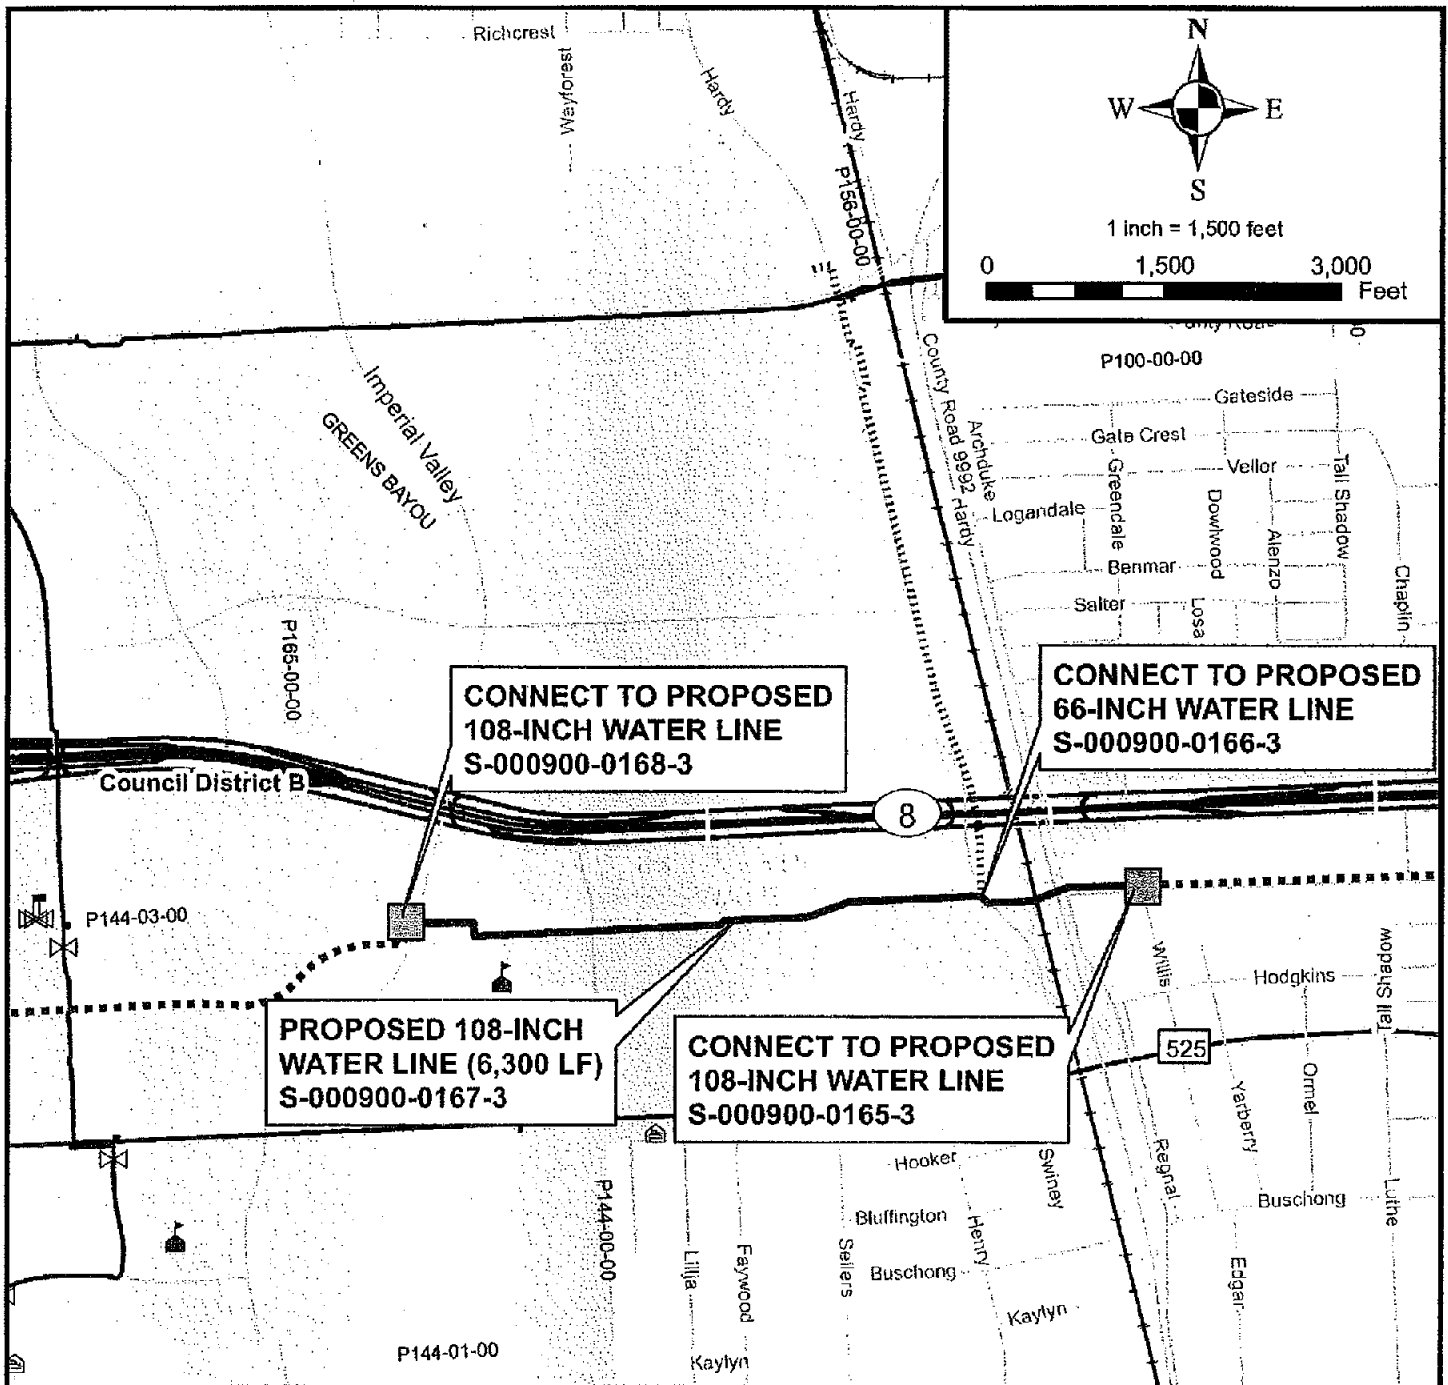 Richcrest
Wayforest
Hardy
Hardy
P156-00-00
N
W E
S
1 inch = 1,500 feet
0 1,500 3,000
Feet
P100-00-00
Imperial Valley
GREENS BAYOU
County Road 9992
Archduke
Hardy
Gateside
Gate Crest
Vellor
Greendale
Dowlwood
Tall Shadow
Logandale
Alenzo
Benmar
Chaplin
Salter
Losa
P165-00-00
CONNECT TO PROPOSED
108-INCH WATER LINE
S-000900-0168-3
CONNECT TO PROPOSED
66-INCH WATER LINE
S-000900-0166-3
Council District B
8
P144-03-00
Willis
Hodgkins
Tall Shadow
PROPOSED 108-INCH
WATER LINE (6,300 LF)
S-000900-0167-3
CONNECT TO PROPOSED
108-INCH WATER LINE
S-000900-0165-3
525
Yarberry
Ormel
Hooker
Swiney
Regnal
P144-00-00
Bluffington
Henry
Buschong
Luthe
Lillja
Faywood
Seilers
Buschong
Edgar
Kaylyn
P144-01-00
Kaylyn